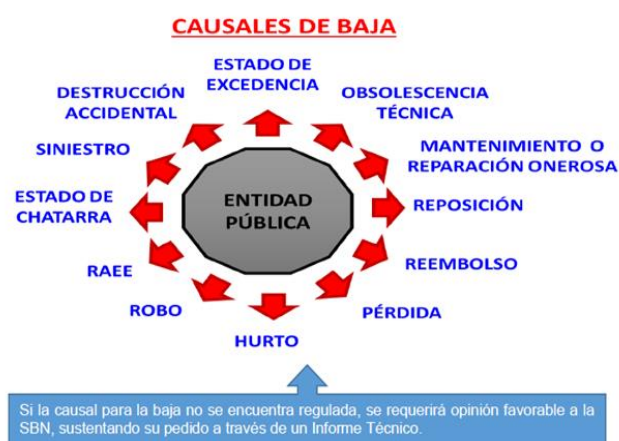 CAUSALES DE BAJA
ESTADO DE
EXCEDENCIA
OBSOLESCENCIA
TÉCNICA
MANTENIMIENTO O
REPARACIÓN ONEROSA
REPOSICIÓN
REEMBOLSO
PÉRDIDA
HURTO
ROBO
RAEE
ESTADO DE
CHATARRA
SINIESTRO
DESTRUCCIÓN
ACCIDENTAL
ENTIDAD
PÚBLICA
Si la causal para la baja no se encuentra regulada, se requerirá opinión favorable a la
SBN, sustentando su pedido a través de un Informe Técnico.